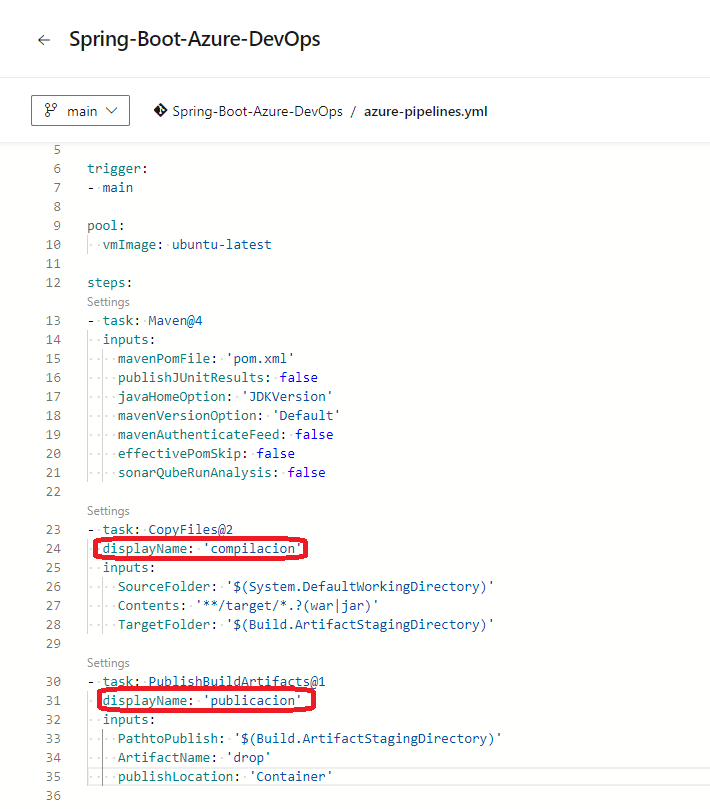 Spring-Boot-Azure-DevOps
main Spring-Boot-Azure-DevOps / azure-pipelines.yml
5
6 trigger:
7 - main
8
9 pool:
10 vmImage: ubuntu-latest
11
12 steps:
Settings
13 - task: Maven@4
14 inputs:
15 mavenPomFile: 'pom.xml'
16 publishJUnitResults: false
17 javaHomeOption: 'JDKVersion'
18 mavenVersionOption: 'Default'
19 mavenAuthenticateFeed: false
20 effectivePomSkip: false
21 sonarQubeRunAnalysis: false
22
Settings
23 - task: CopyFiles@2
24 displayName: 'compilacion'
25 inputs:
26 SourceFolder: '$(System.DefaultWorkingDirectory)'
27 Contents: '**/target/*.?(war|jar)'
28 TargetFolder: '$(Build.ArtifactStagingDirectory)'
29
Settings
30 - task: PublishBuildArtifacts@1
31 displayName: 'publicacion'
32 inputs:
33 PathtoPublish: '$(Build.ArtifactStagingDirectory)'
34 ArtifactName: 'drop'
35 publishLocation: 'Container'
36